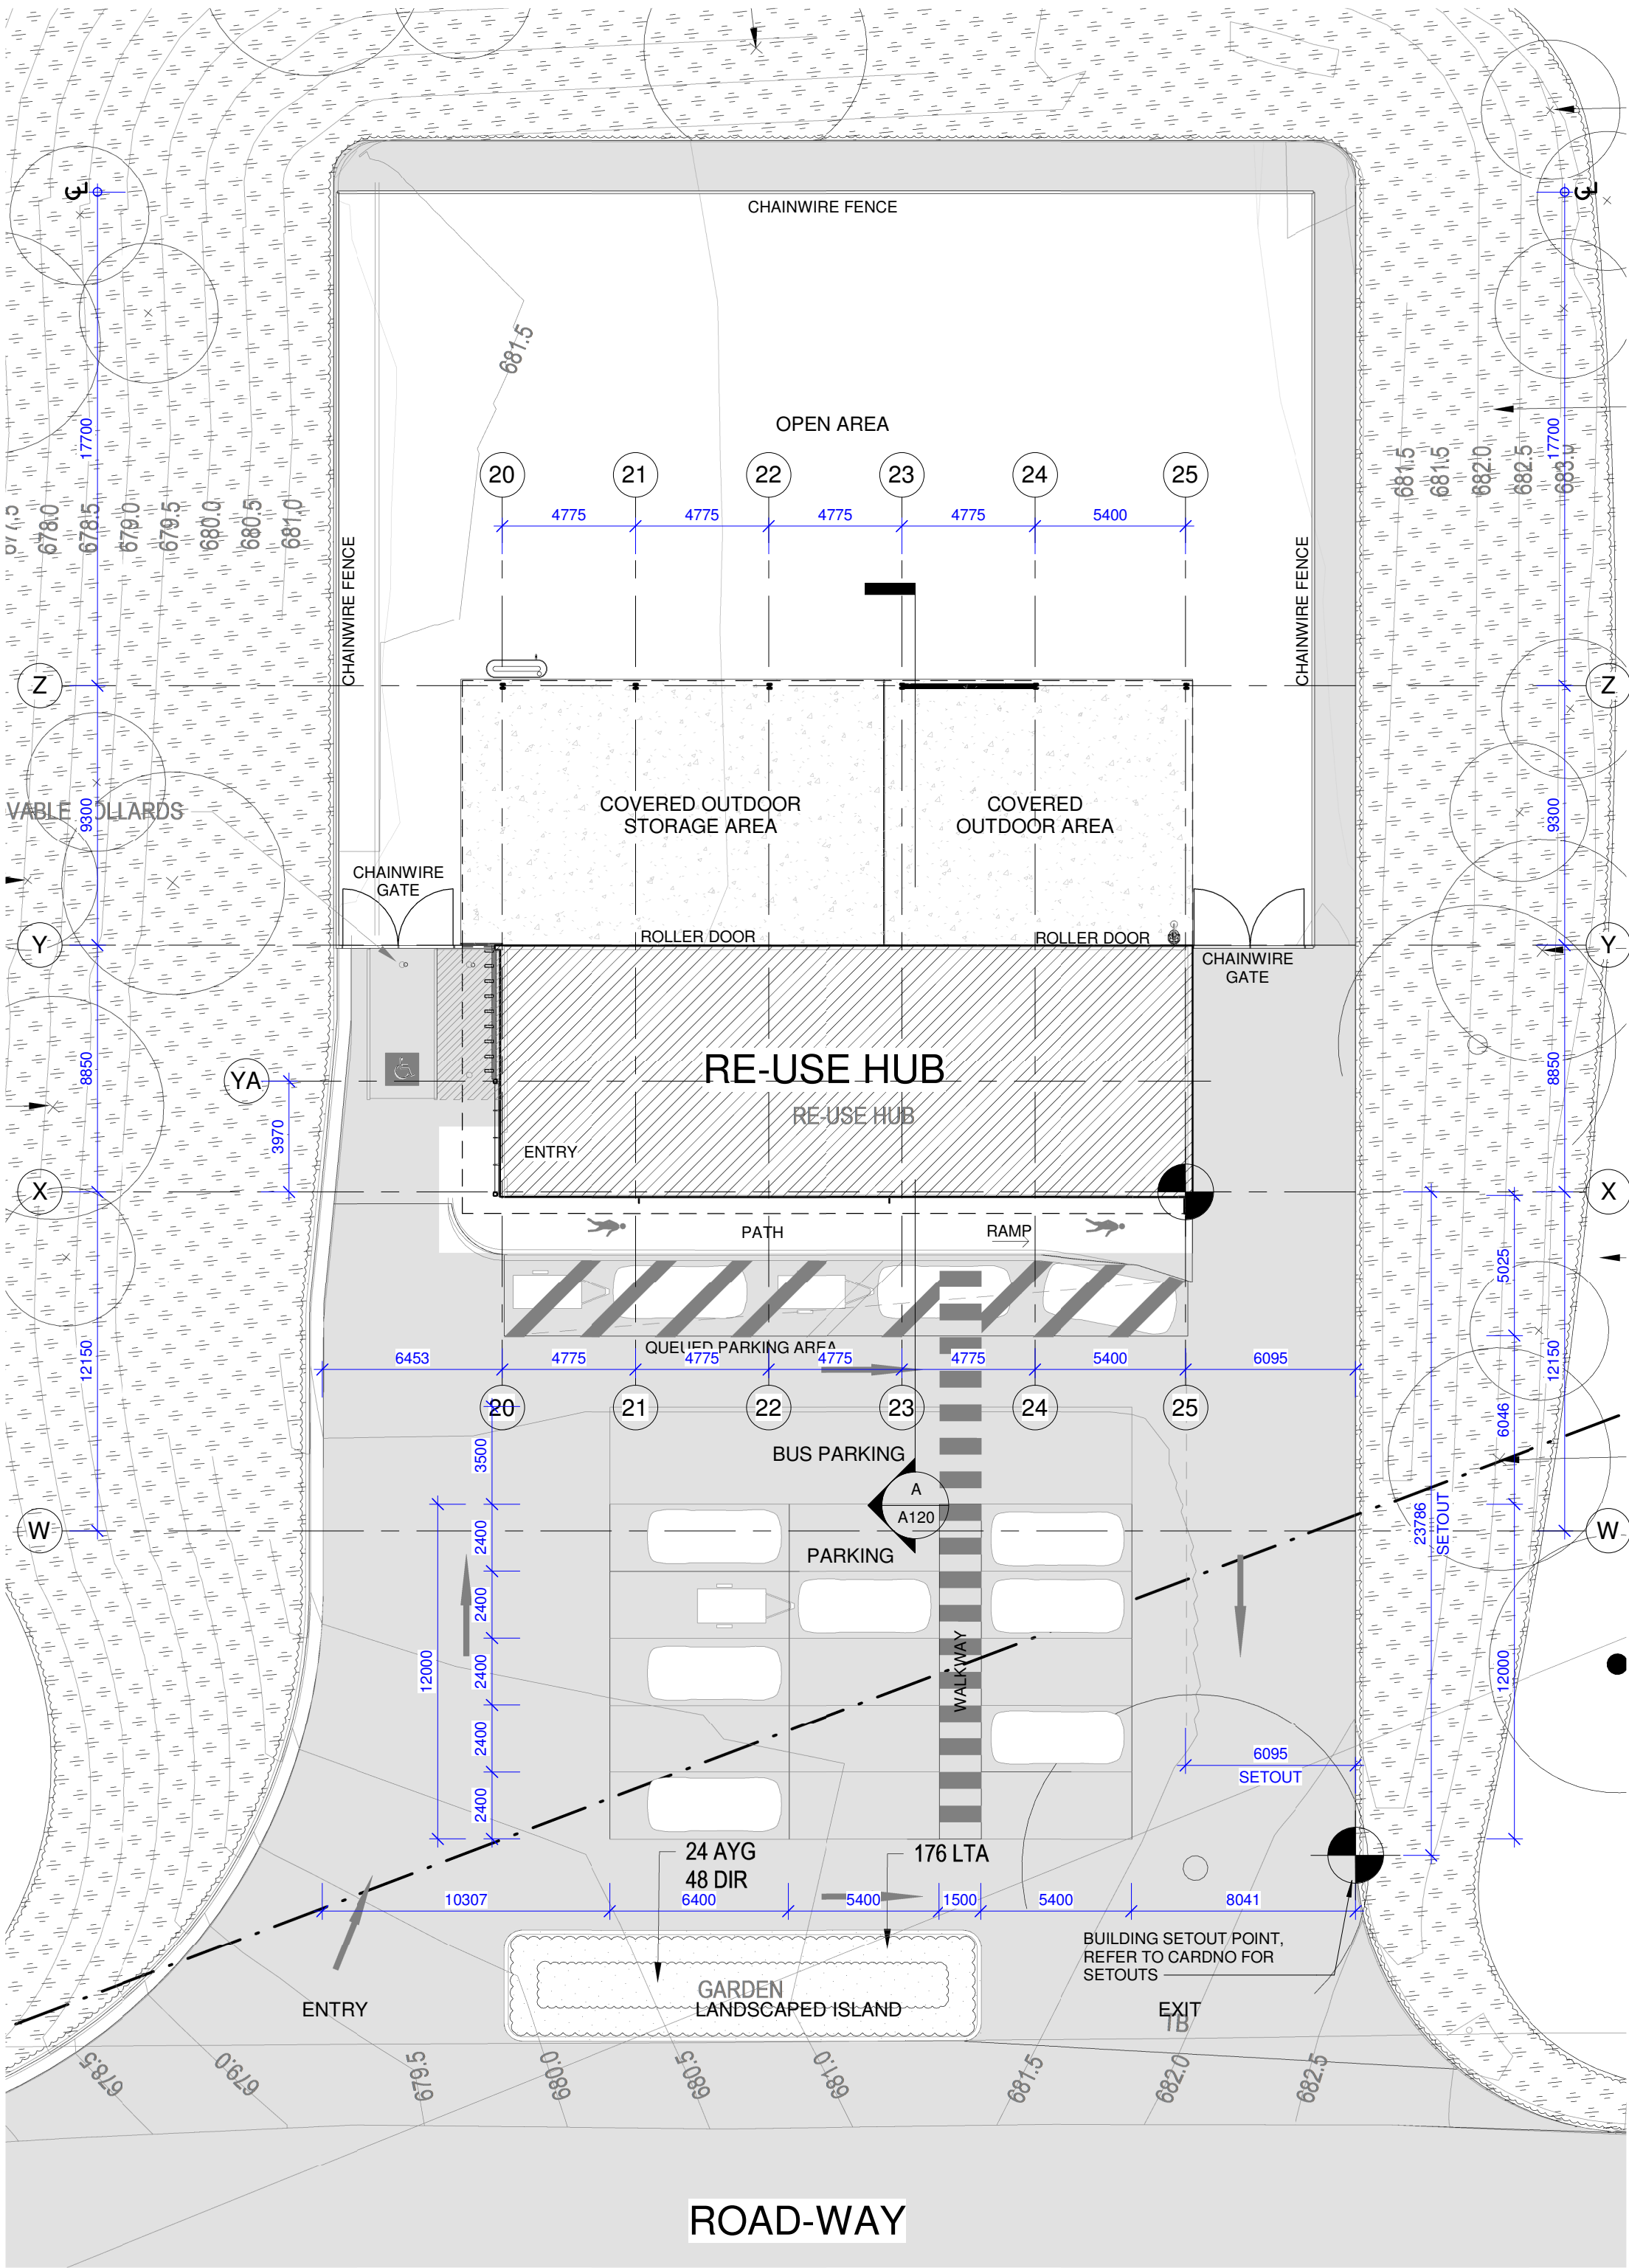 CHAINWIRE FENCE
681.5
OPEN AREA
17700
17700
20
21
22
23
24
25
4775
4775
4775
4775
5400
678.0
678.5
679.0
679.5
680.0
680.5
681.0
681.5
681.5
682.0
682.5
CHAINWIRE FENCE
CHAINWIRE FENCE
Z
Z
COVERED OUTDOOR
STORAGE AREA
COVERED
OUTDOOR AREA
9300
9300
CHAINWIRE
GATE
ROLLER DOOR
ROLLER DOOR
Y
Y
CHAINWIRE
GATE
RE-USE HUB
RE-USE HUB
YA
8850
8850
3970
ENTRY
X
X
PATH
RAMP
5025
QUEUED PARKING AREA
12150
12150
6453
4775
4775
4775
4775
5400
6095
20
21
22
23
24
25
3500
BUS PARKING
6046
A
A120
W
W
23786
SETOUT
PARKING
2400
2400
2400
2400
2400
12000
12000
WALKWAY
6095
SETOUT
24 AYG
48 DIR
176 LTA
10307
6400
5400
1500
5400
8041
BUILDING SETOUT POINT,
REFER TO CARDNO FOR
SETOUTS
GARDEN
LANDSCAPED ISLAND
ENTRY
EXIT
678.5
679.0
679.5
680.0
680.5
681.0
681.5
682.0
682.5
ROAD-WAY